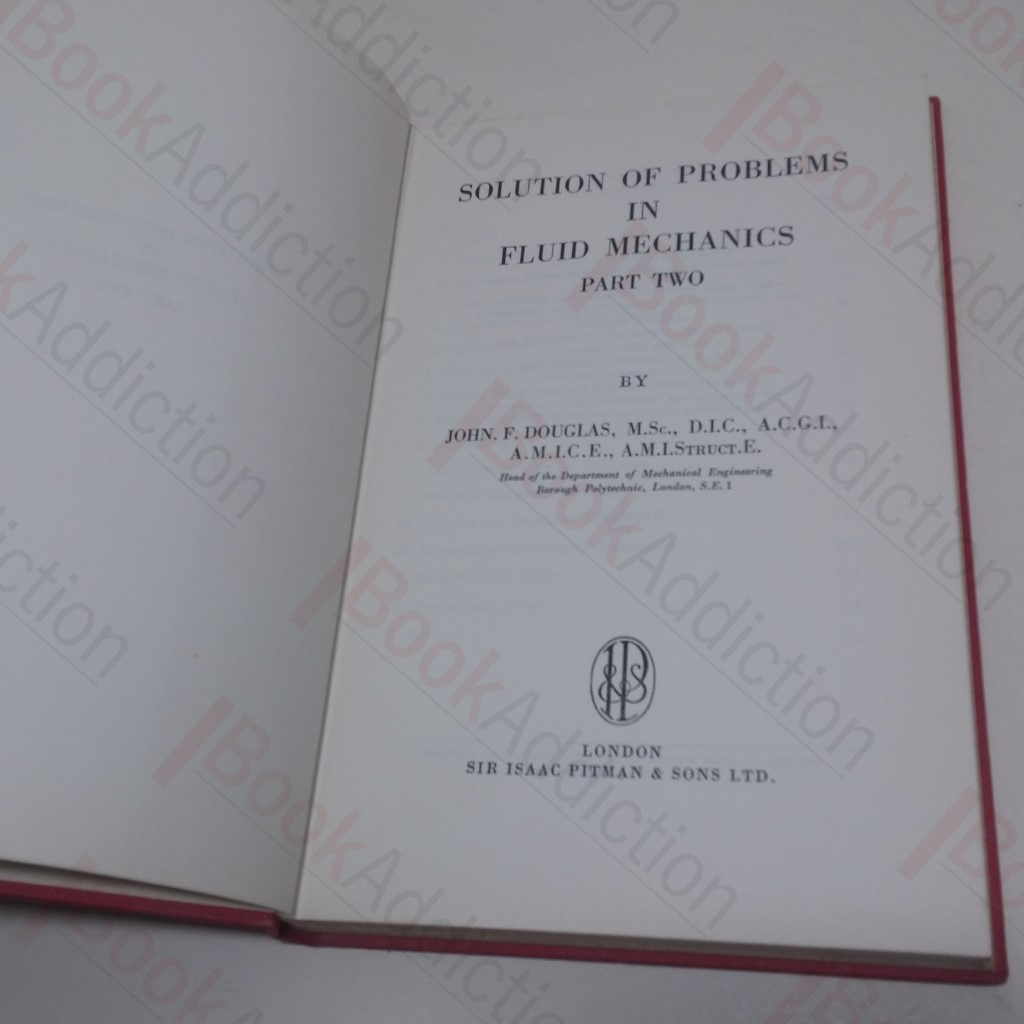 SOLUTION OF PROBLEMS
IN
FLUID MECHANICS
PART TWO
BY
JOHN. F. DOUGLAS, M.Sc., D.I.C., A.C.G.I.,
A.M.I.C.E., A.M.I.STRUCT.E.
Head of the Department of Mechanical Engineering
Borough Polytechnic, London, S.E.1
LONDON
SIR ISAAC PITMAN & SONS LTD.
BookAddiction